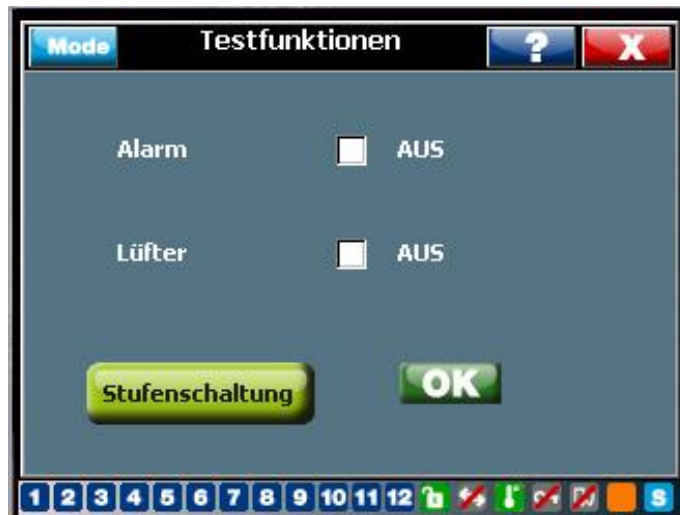 Mode Testfunktionen ? X
Alarm AUS
Lüfter AUS
Stufenschaltung OK
1 2 3 4 5 6 7 8 9 10 11 12 S